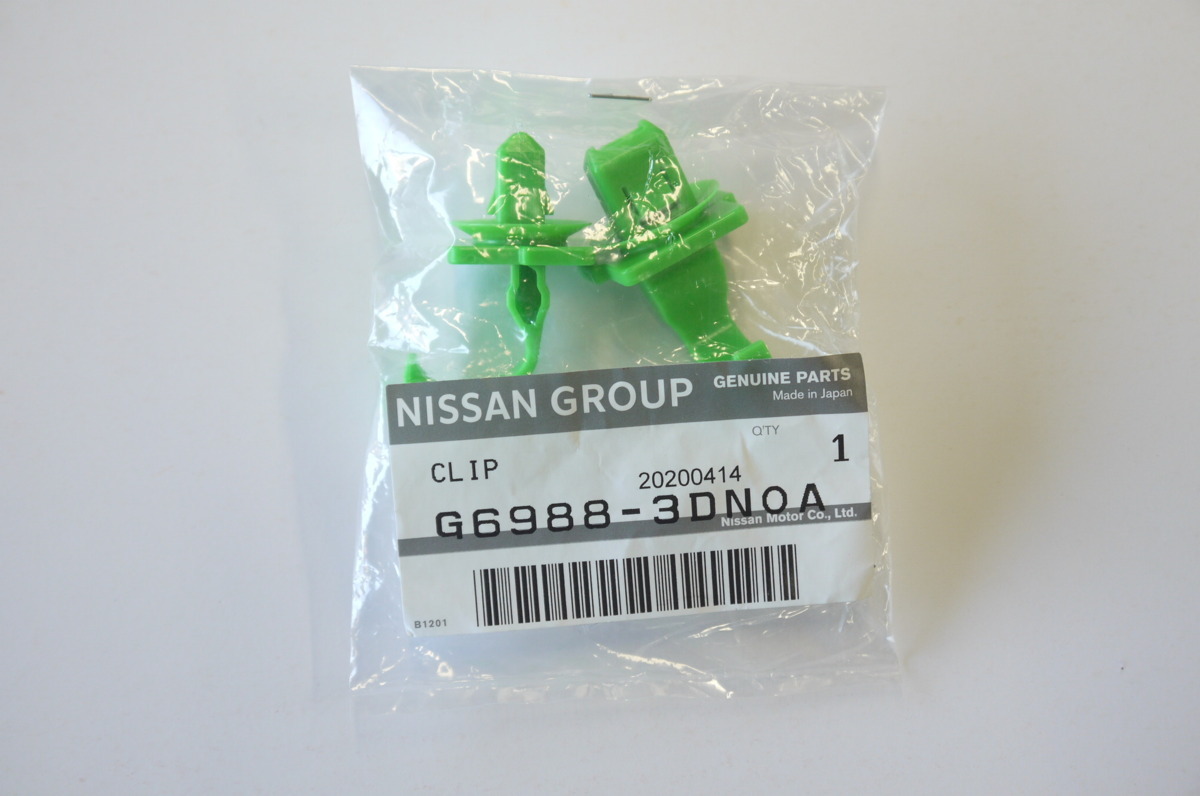 NISSAN GROUP
GENUINE PARTS
Made in Japan
Q'TY
1
CLIP
20200414
G6988-3DN0A
Nissan Motor Co., Ltd.
B1201